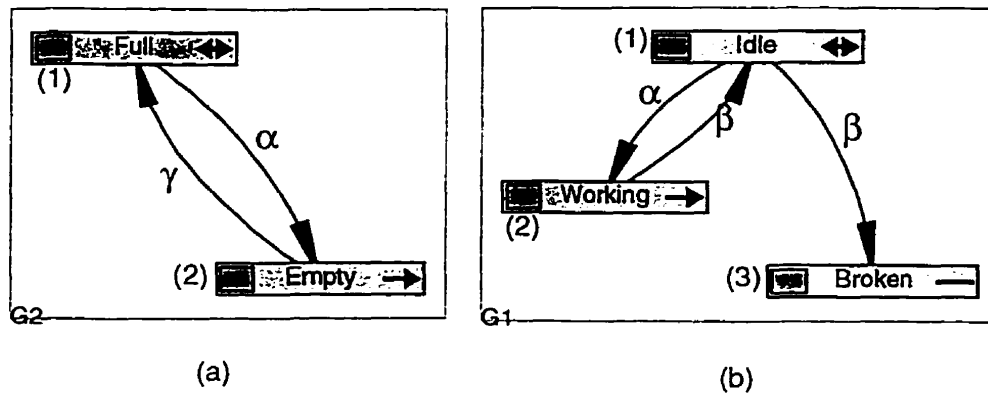 Full
(1)
α
γ
(2) Empty
G2
(a)
(1) Idle
α
β
β
Working
(2)
(3) Broken
G1
(b)